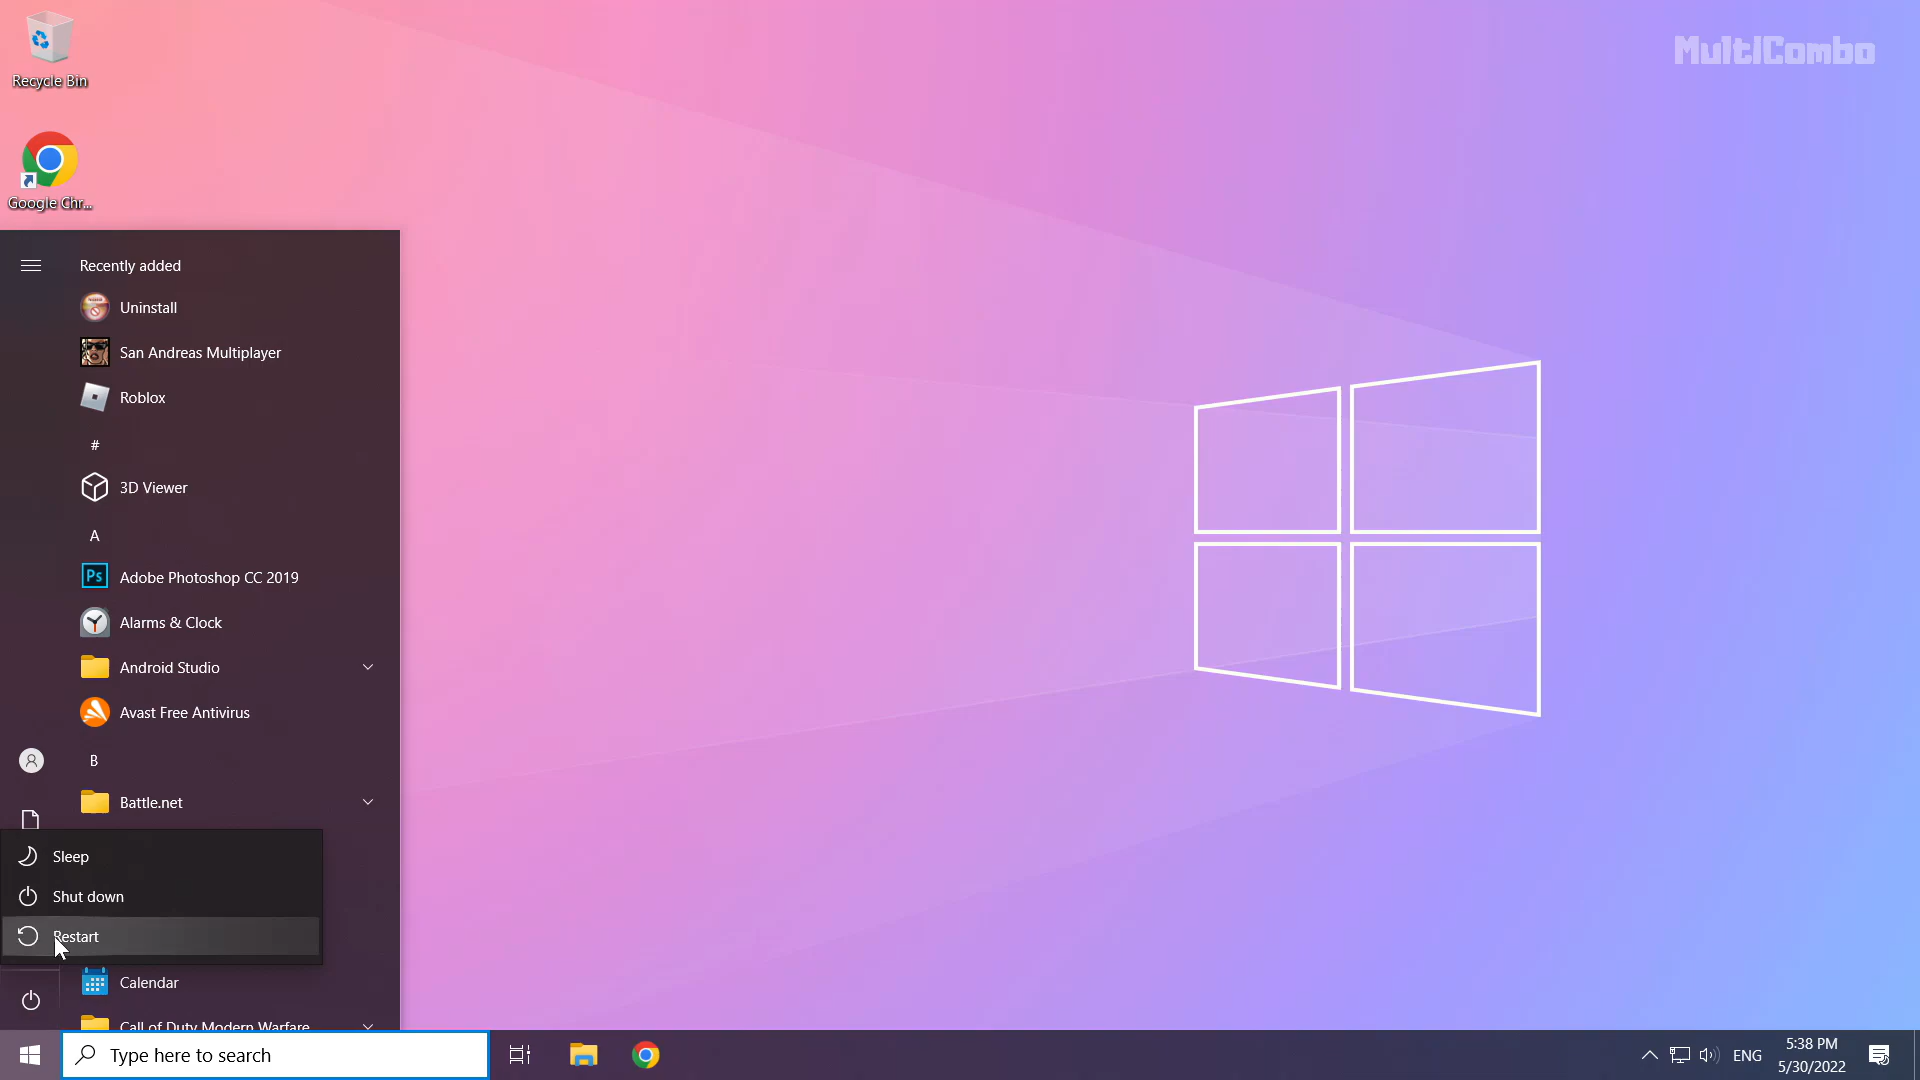 MultiCombo
Recycle Bin
Google Chr...
Recently added
Uninstall
San Andreas Multiplayer
Roblox
#
3D Viewer
A
Ps
Adobe Photoshop CC 2019
Alarms & Clock
Android Studio
Avast Free Antivirus
B
Battle.net
Sleep
Shut down
Restart
Calendar
Call of Duty Modern Warfare
Type here to search
ENG
5:38 PM
5/30/2022